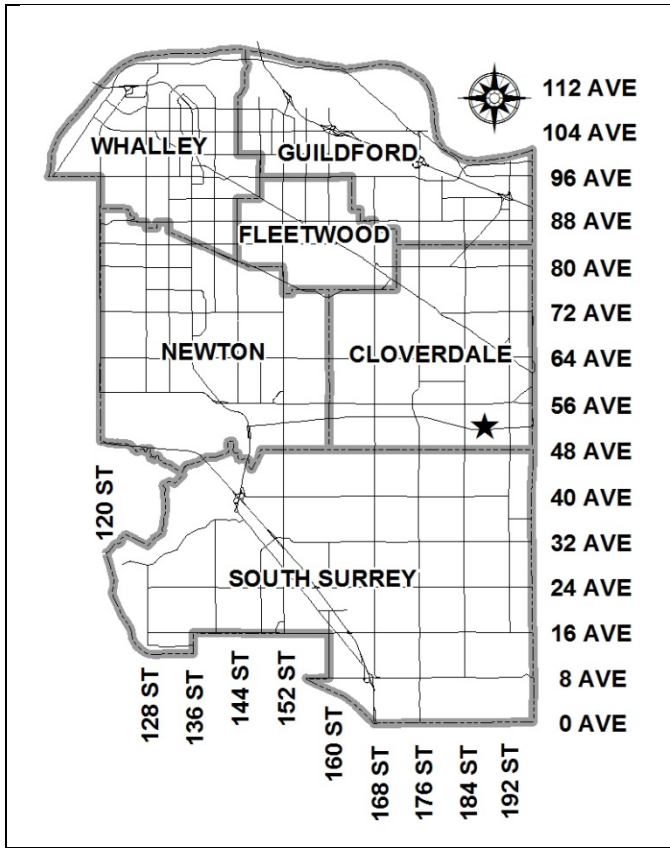 112 AVE
104 AVE
WHALLEY
GUILDFORD
96 AVE
88 AVE
FLEETWOOD
80 AVE
72 AVE
NEWTON
CLOVERDALE
64 AVE
56 AVE
48 AVE
120 ST
40 AVE
32 AVE
SOUTH SURREY
24 AVE
16 AVE
8 AVE
0 AVE
128 ST
136 ST
144 ST
152 ST
160 ST
168 ST
176 ST
184 ST
192 ST